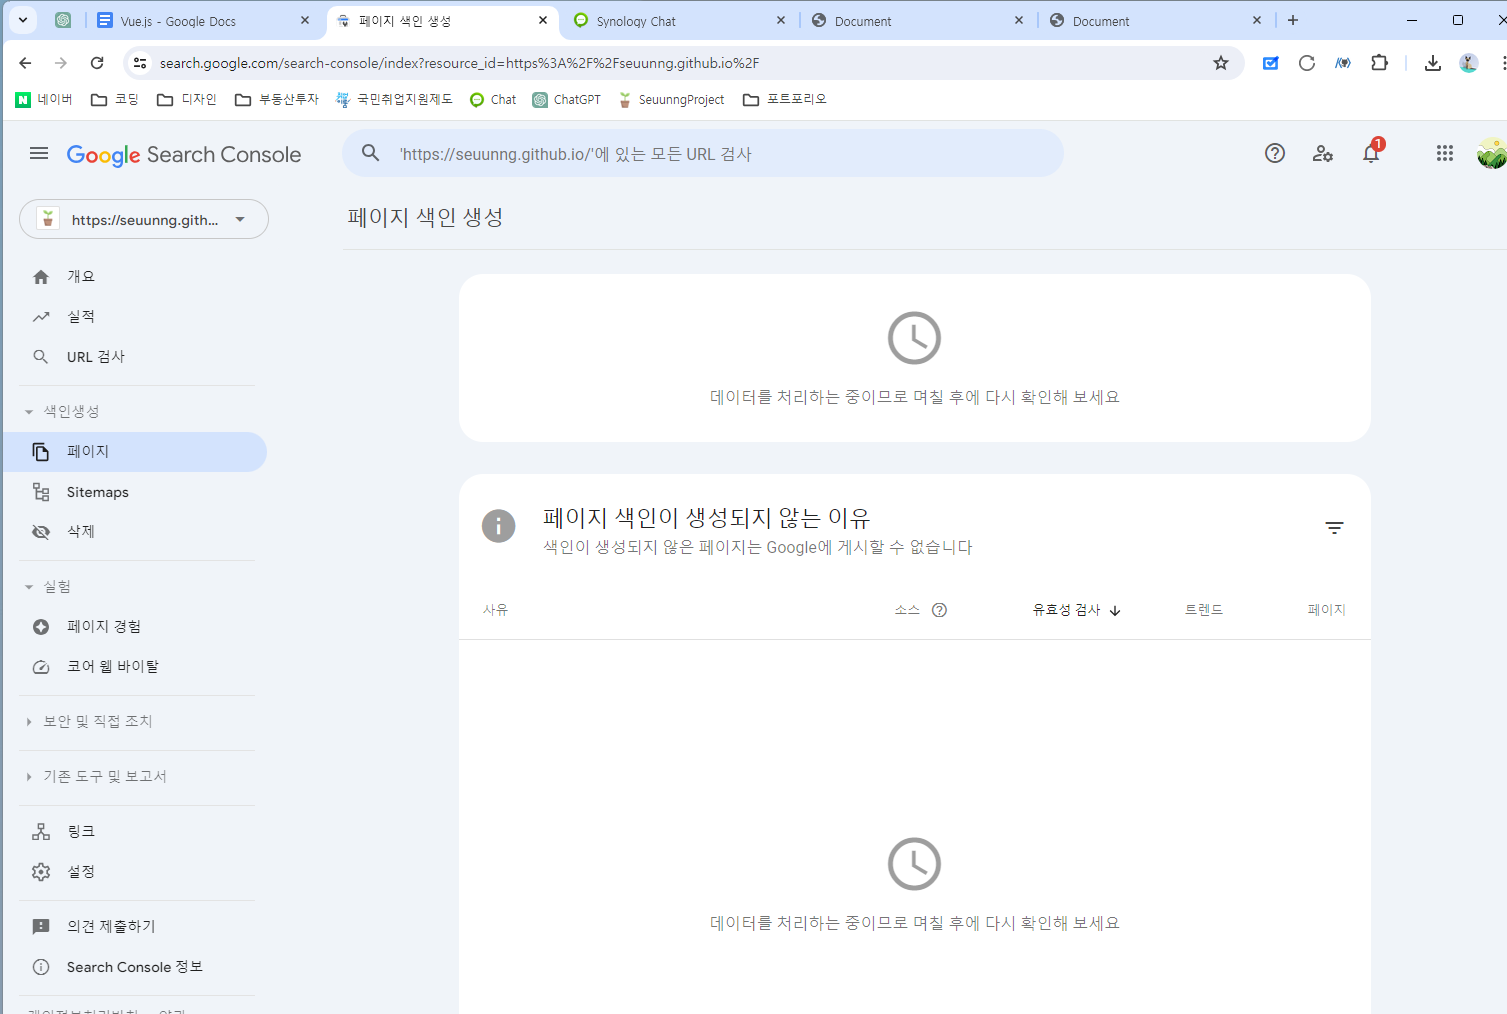 Vue.js - Google Docs
페이지 색인 생성
Synology Chat
Document
Document
search.google.com/search-console/index?resource_id=https%3A%2F%2Fseuunng.github.io%2F
네이버
코딩
디자인
부동산투자
국민취업지원제도
Chat
ChatGPT
SeuunngProject
포트포리오
Google Search Console
'https://seuunng.github.io/'에 있는 모든 URL 검사
1
https://seuunng.gith...
페이지 색인 생성
개요
실적
URL 검사
색인생성
페이지
Sitemaps
삭제
실험
페이지 경험
코어 웹 바이탈
보안 및 직접 조치
기존 도구 및 보고서
링크
설정
의견 제출하기
Search Console 정보
데이터를 처리하는 중이므로 며칠 후에 다시 확인해 보세요
페이지 색인이 생성되지 않는 이유
색인이 생성되지 않은 페이지는 Google에 게시할 수 없습니다
사유
소스
유효성 검사
트렌드
페이지
데이터를 처리하는 중이므로 며칠 후에 다시 확인해 보세요